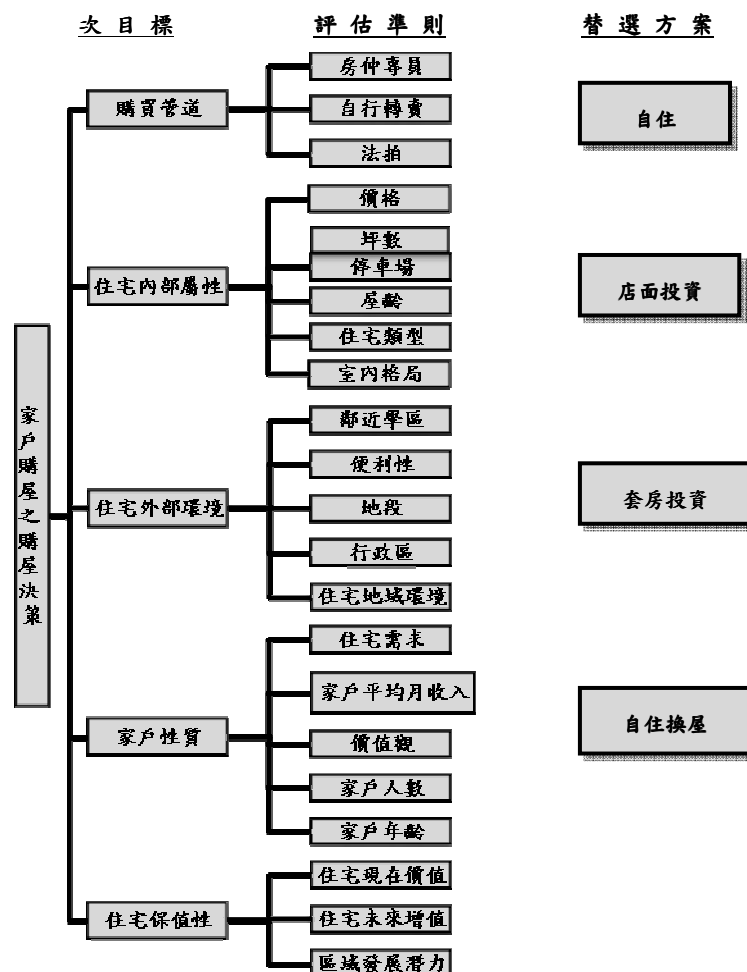 次目標
評估準則
替選方案
家戶購屋之購屋決策
購買管道
房仲專員
自行轉賣
法拍
住宅內部屬性
價格
坪數
停車場
屋齡
住宅類型
室內格局
住宅外部環境
鄰近學區
便利性
地段
行政區
住宅地域環境
家戶性質
住宅需求
家戶平均月收入
價值觀
家戶人數
家戶年齡
住宅保值性
住宅現在價值
住宅未來增值
區域發展潛力
自住
店面投資
套房投資
自住換屋